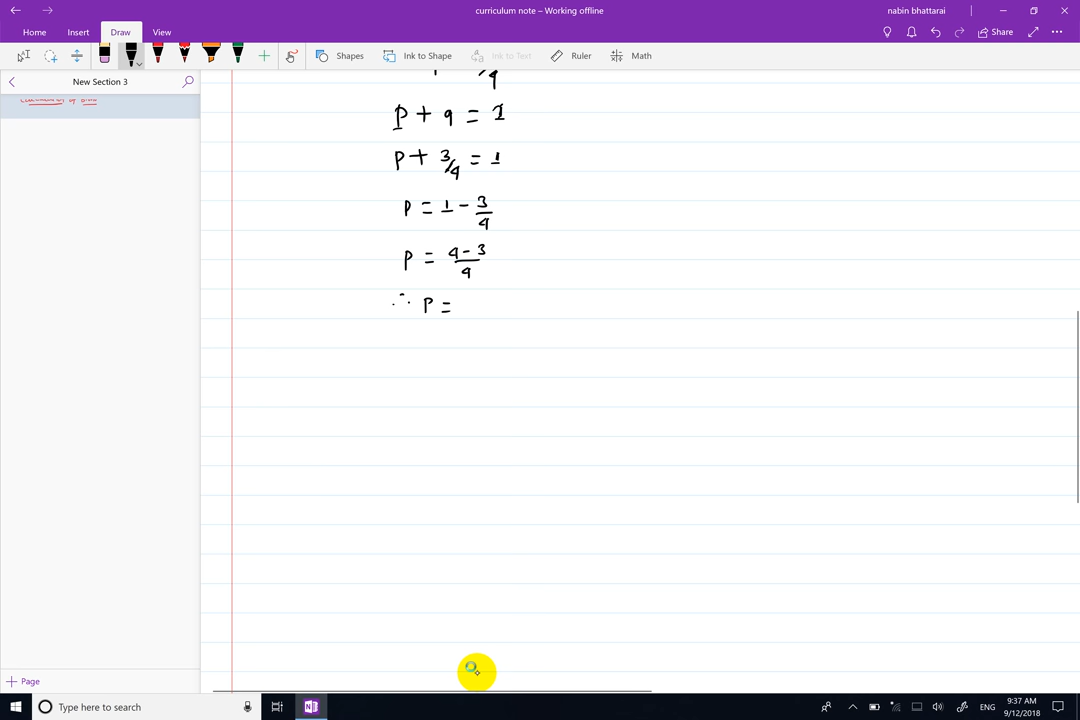 curriculum note – Working offline
nabin bhattarai
Home Insert Draw View
Share
Shapes Ink to Shape Ink to Text Ruler Math
New Section 3
P + q = 1
P + 3/4 = 1
P = 1 - 3/4
P = 4-3/4
∴ P =
+ Page
Type here to search
ENG
9:37 AM
9/12/2018